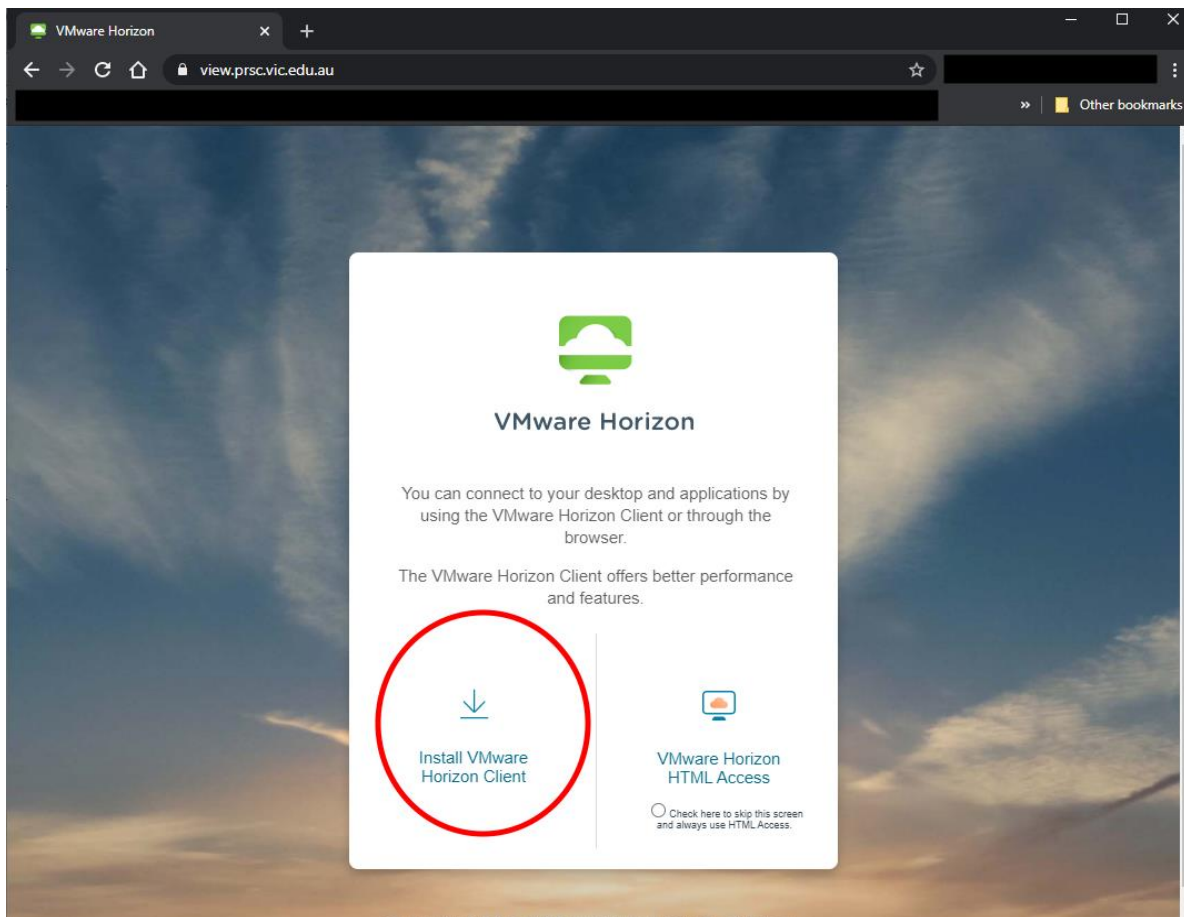 VMware Horizon
view.prsc.vic.edu.au
» Other bookmarks
VMware Horizon
You can connect to your desktop and applications by
using the VMware Horizon Client or through the
browser.
The VMware Horizon Client offers better performance
and features.
Install VMware
Horizon Client
VMware Horizon
HTML Access
Check here to skip this screen
and always use HTML Access.